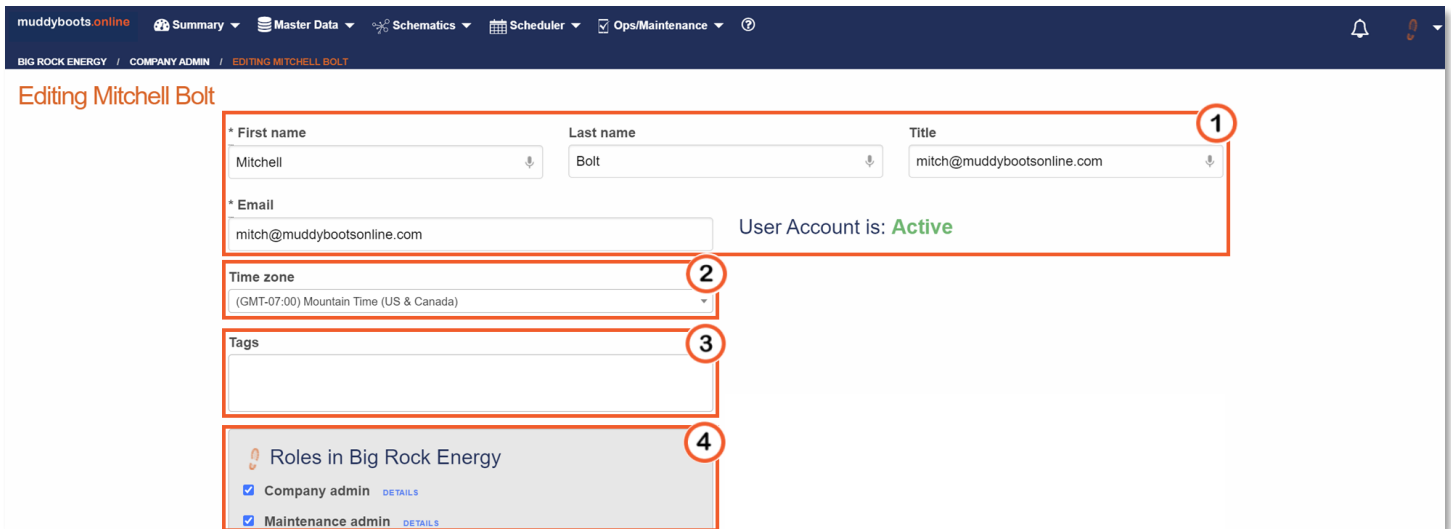 muddyboots.online Summary Master Data Schematics Scheduler Ops/Maintenance ?
BIG ROCK ENERGY / COMPANY ADMIN / EDITING MITCHELL BOLT
Editing Mitchell Bolt
1
* First name Last name Title
Mitchell Bolt mitch@muddybootsonline.com
* Email
mitch@muddybootsonline.com User Account is: Active
2
Time zone
(GMT-07:00) Mountain Time (US & Canada)
3
Tags
4
Roles in Big Rock Energy
Company admin DETAILS
Maintenance admin DETAILS